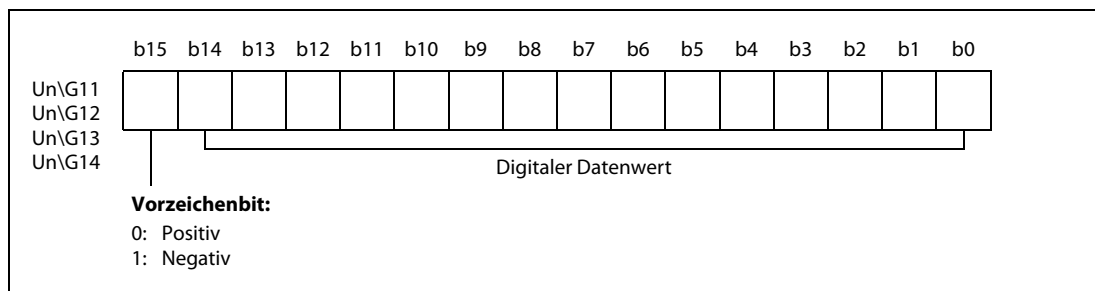 b15 b14 b13 b12 b11 b10 b9 b8 b7 b6 b5 b4 b3 b2 b1 b0
Un\G11
Un\G12
Un\G13
Un\G14
Digitaler Datenwert
Vorzeichenbit:
0: Positiv
1: Negativ